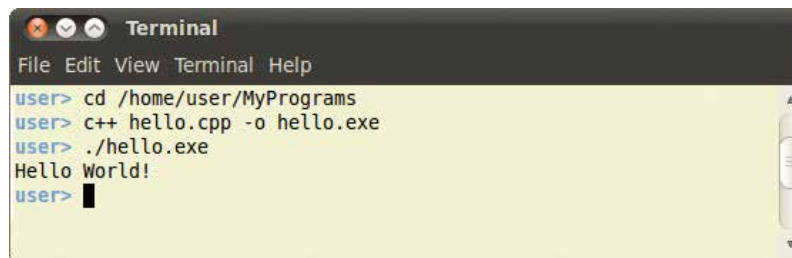 Terminal
File Edit View Terminal Help
user> cd /home/user/MyPrograms
user> c++ hello.cpp -o hello.exe
user> ./hello.exe
Hello World!
user>